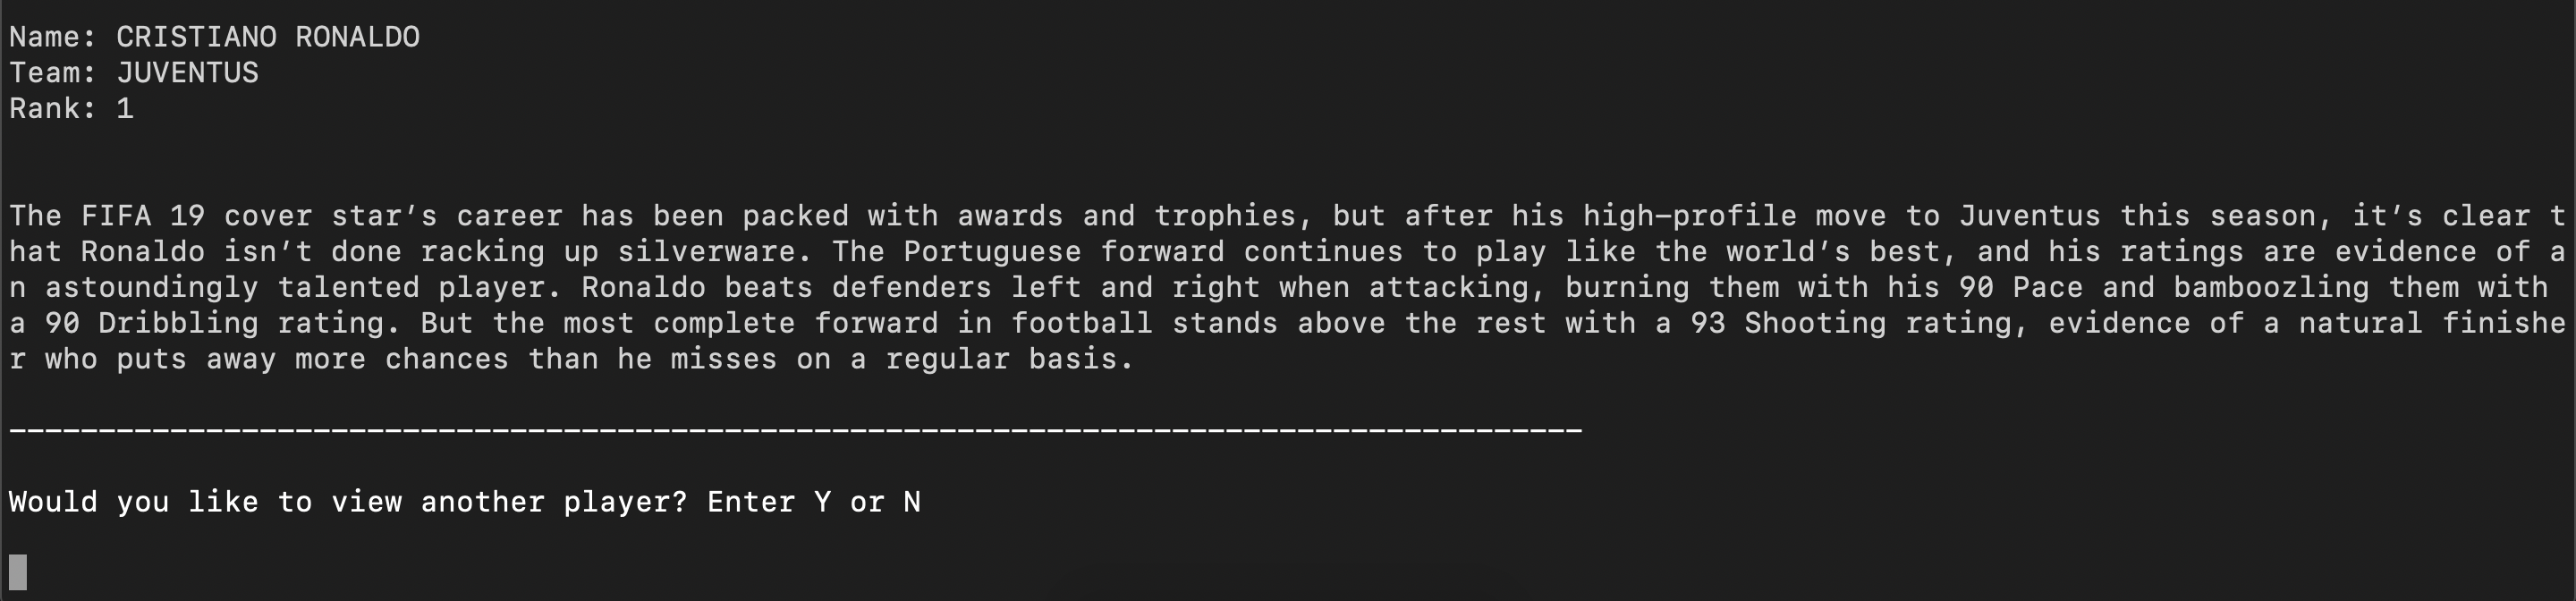 Name: CRISTIANO RONALDO
Team: JUVENTUS
Rank: 1
The FIFA 19 cover star’s career has been packed with awards and trophies, but after his high-profile move to Juventus this season, it’s clear t
hat Ronaldo isn’t done racking up silverware. The Portuguese forward continues to play like the world’s best, and his ratings are evidence of a
n astoundingly talented player. Ronaldo beats defenders left and right when attacking, burning them with his 90 Pace and bamboozling them with
a 90 Dribbling rating. But the most complete forward in football stands above the rest with a 93 Shooting rating, evidence of a natural finishe
r who puts away more chances than he misses on a regular basis.
----------------------------------------------------------------------------------------
Would you like to view another player? Enter Y or N